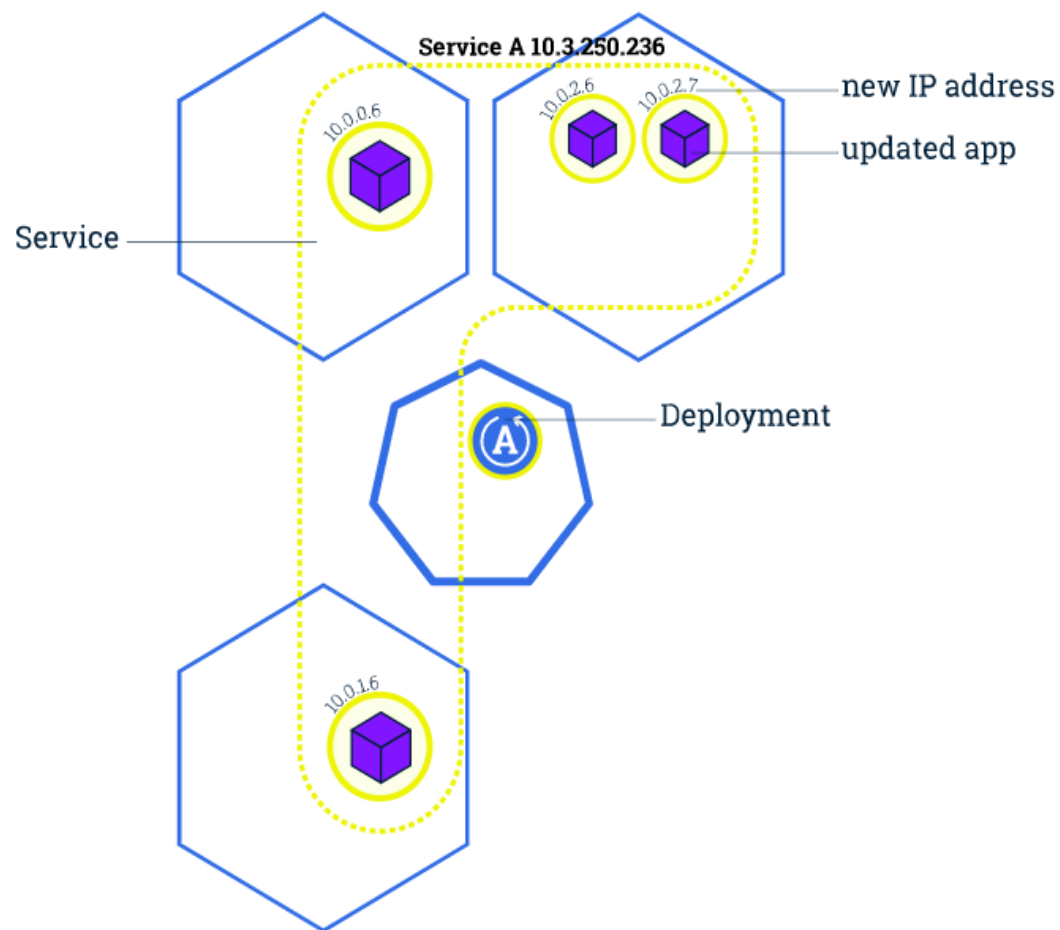 Service A 10.3.250.236
10.0.0.6
10.0.2.6
10.0.2.7
new IP address
updated app
Service
Deployment
A
10.0.1.6